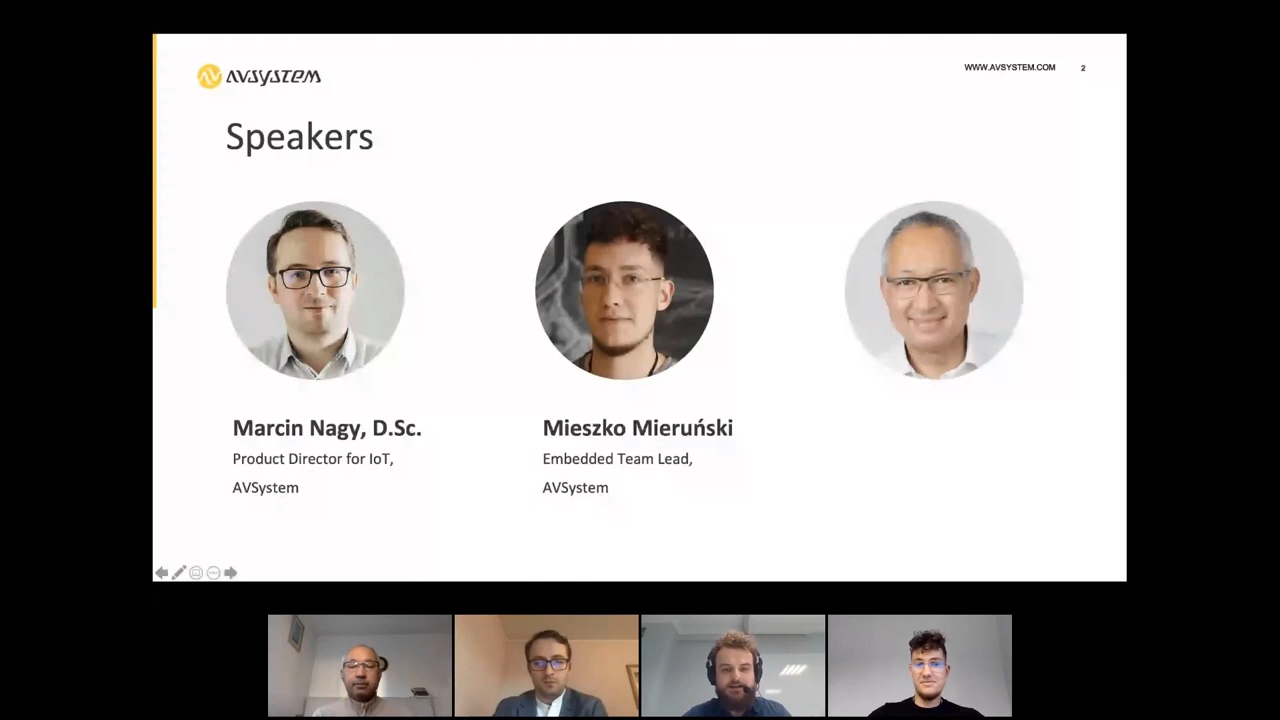 AVSYSTEM
WWW.AVSYSTEM.COM 2
Speakers
Marcin Nagy, D.Sc.
Product Director for IoT,
AVSystem
Mieszko Mieruński
Embedded Team Lead,
AVSystem